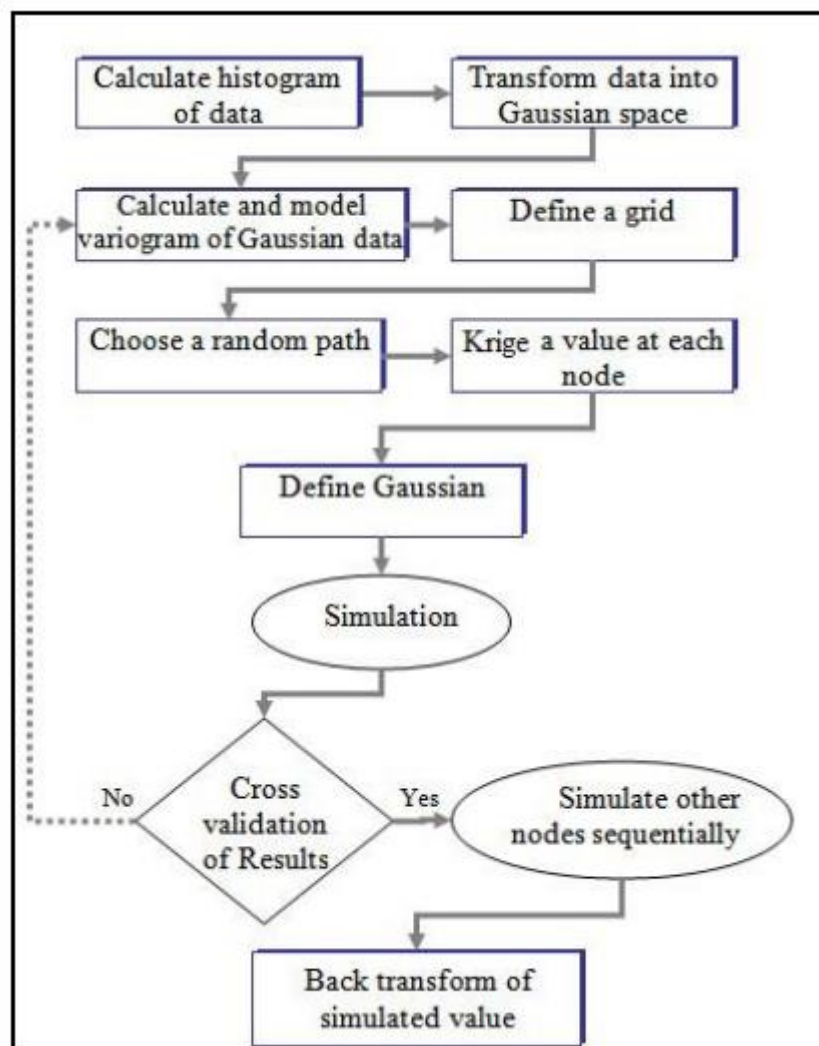 Calculate histogram
of data
Transform data into
Gaussian space
Calculate and model
variogram of Gaussian data
Define a grid
Choose a random path
Krige a value at each
node
Define Gaussian
Simulation
Cross
validation
of Results
No
Yes
Simulate other
nodes sequentially
Back transform of
simulated value